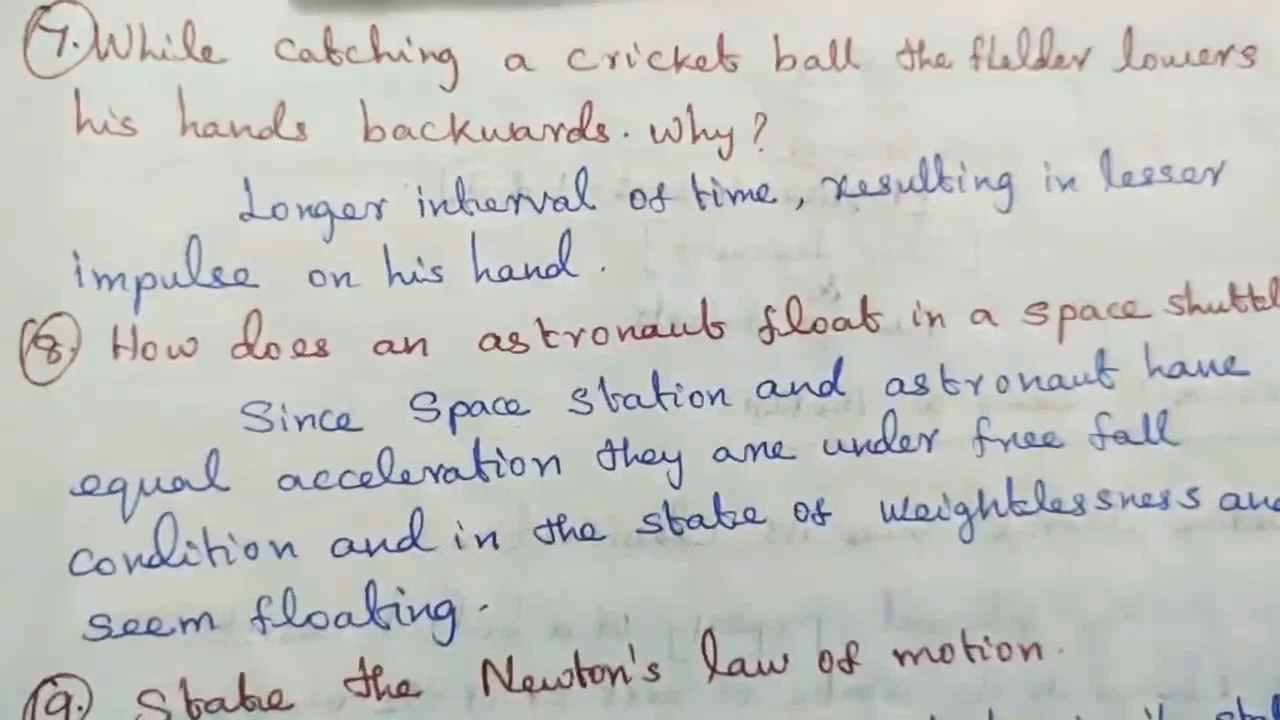 7. While catching a cricket ball the fielder lowers
his hands backwards. Why?
Longer interval of time, resulting in lesser
impulse on his hand.
8. How does an astronaut float in a space shuttl
Since Space station and astronaut have
equal acceleration they are under free fall
condition and in the state of weightlessness an
seem floating.
9. State the Newton's law of motion.